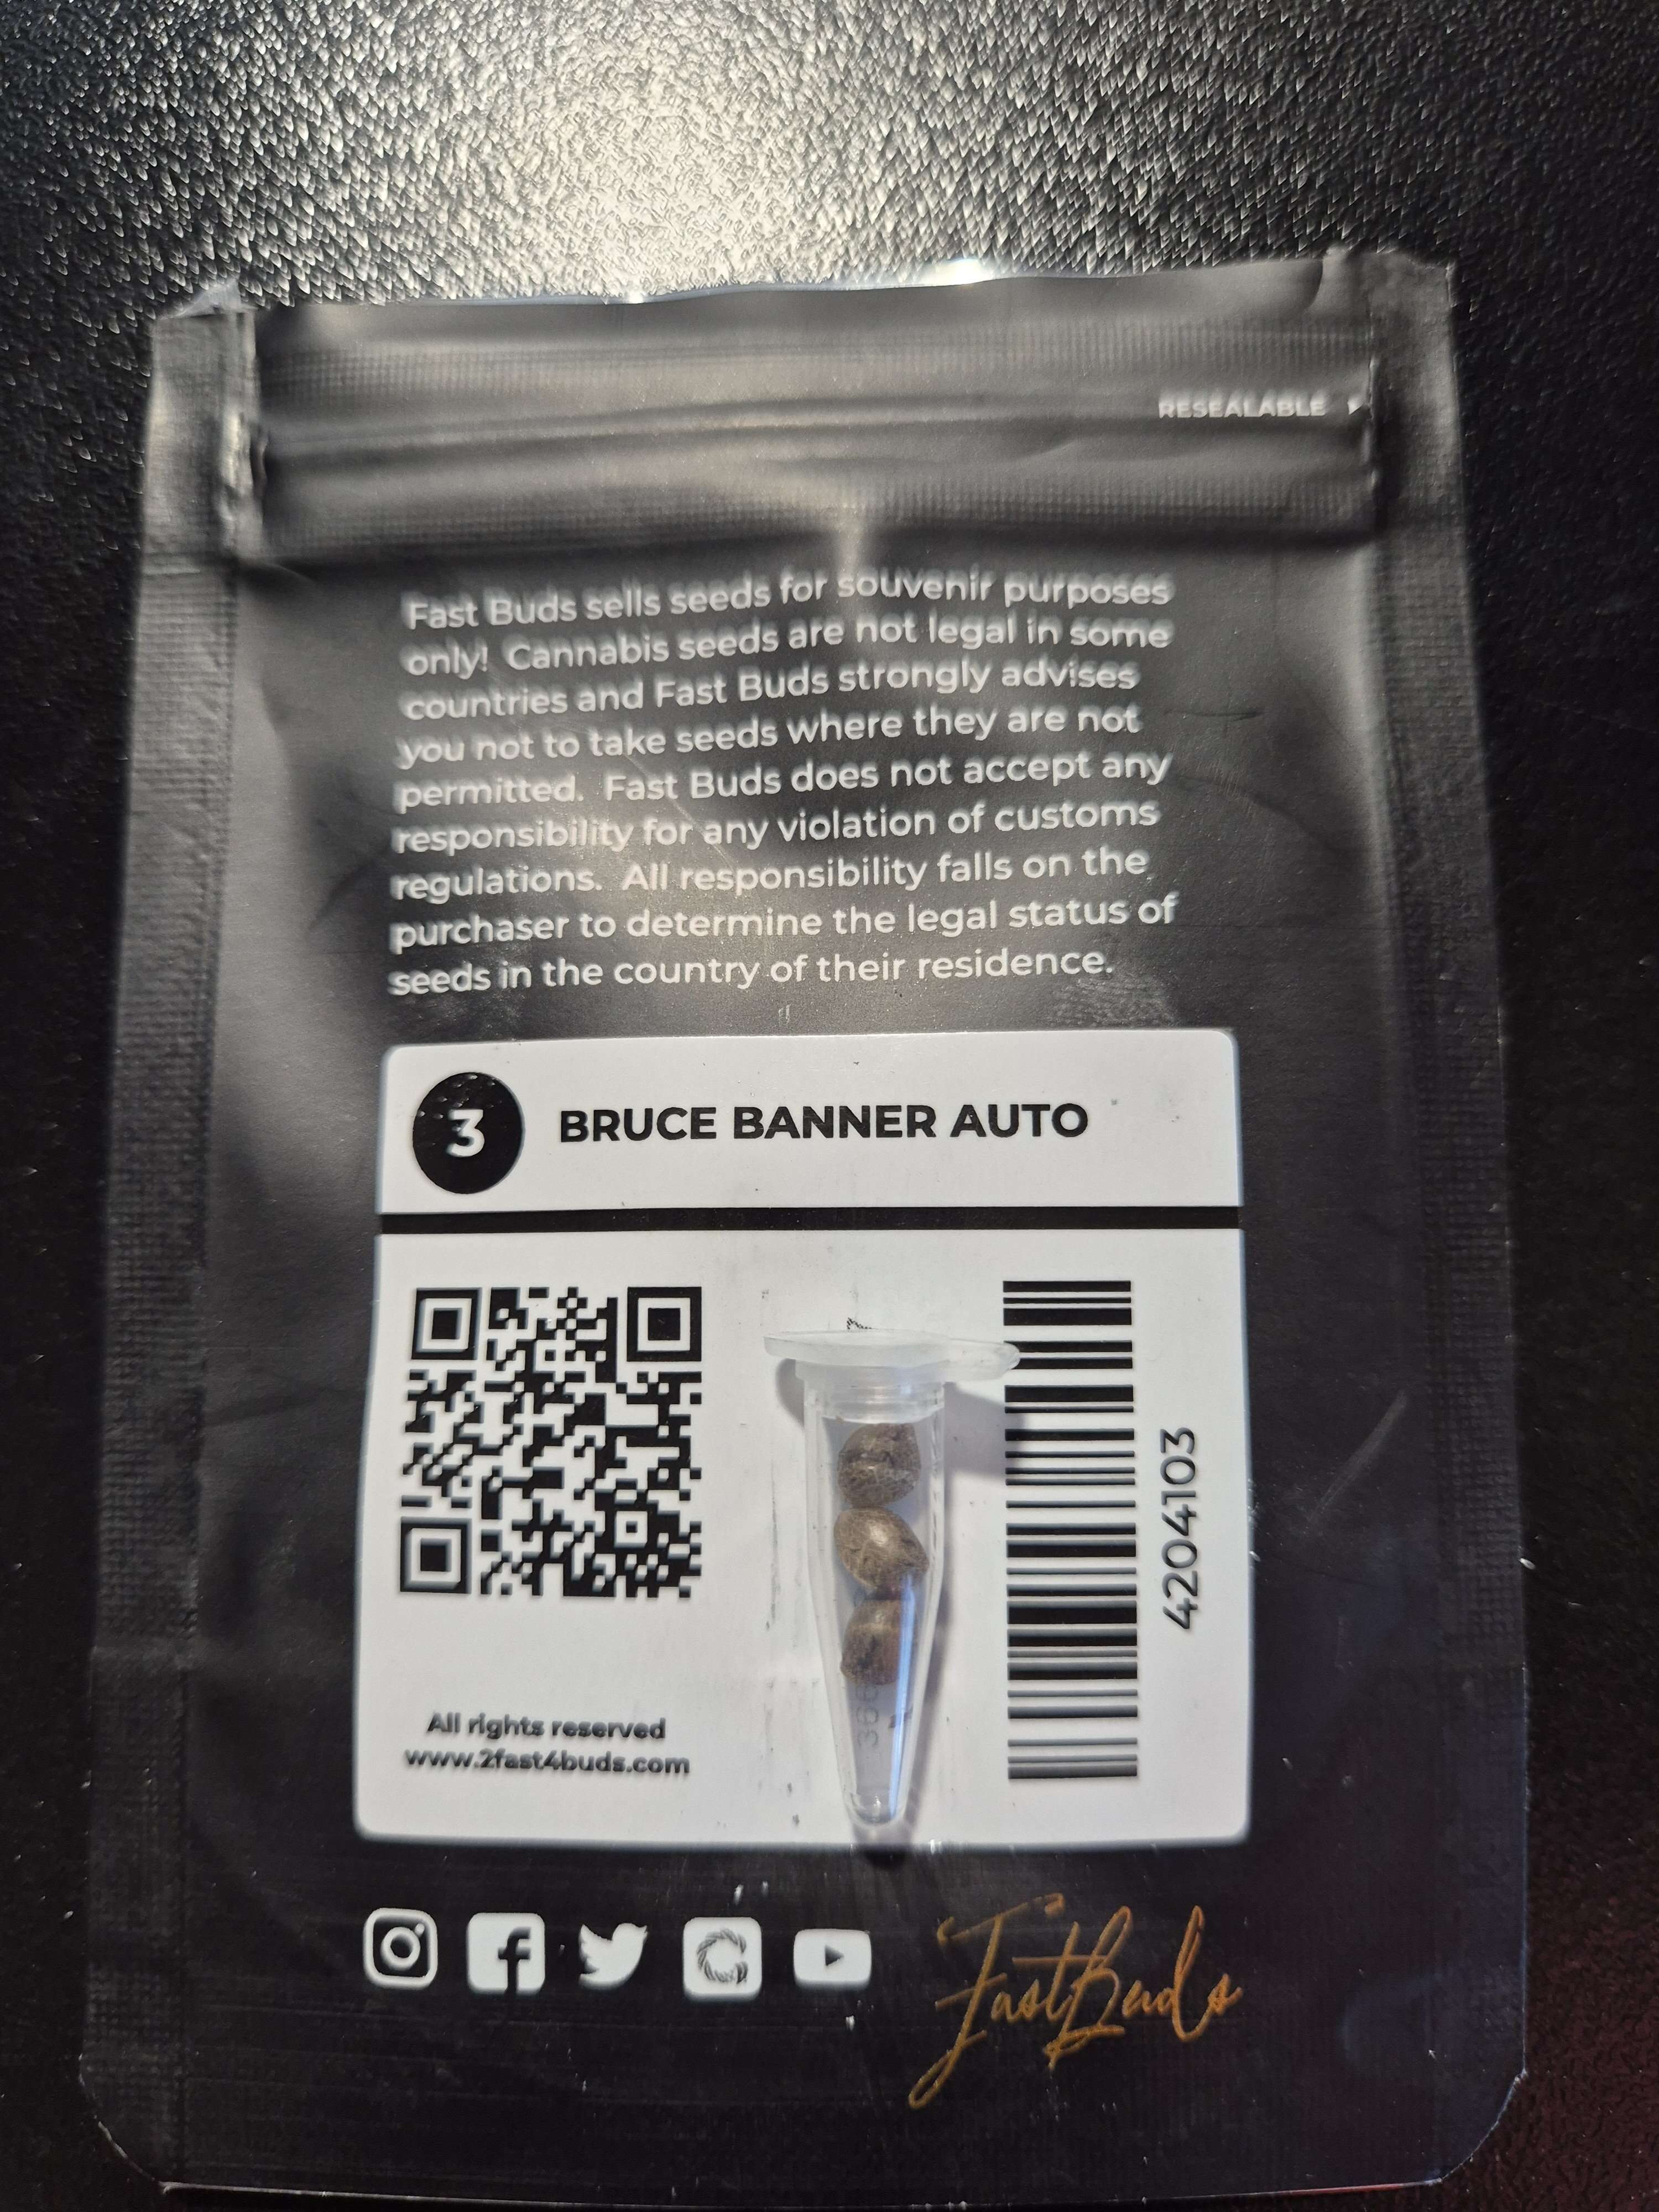 RESEALABLE
Fast Buds sells seeds for souvenir purposes
only! Cannabis seeds are not legal in some
countries and Fast Buds strongly advises
you not to take seeds where they are not
permitted. Fast Buds does not accept any
responsibility for any violation of customs
regulations. All responsibility falls on the
purchaser to determine the legal status of
seeds in the country of their residence.
3 BRUCE BANNER AUTO
4204103
All rights reserved
www.2fast4buds.com
FastBuds